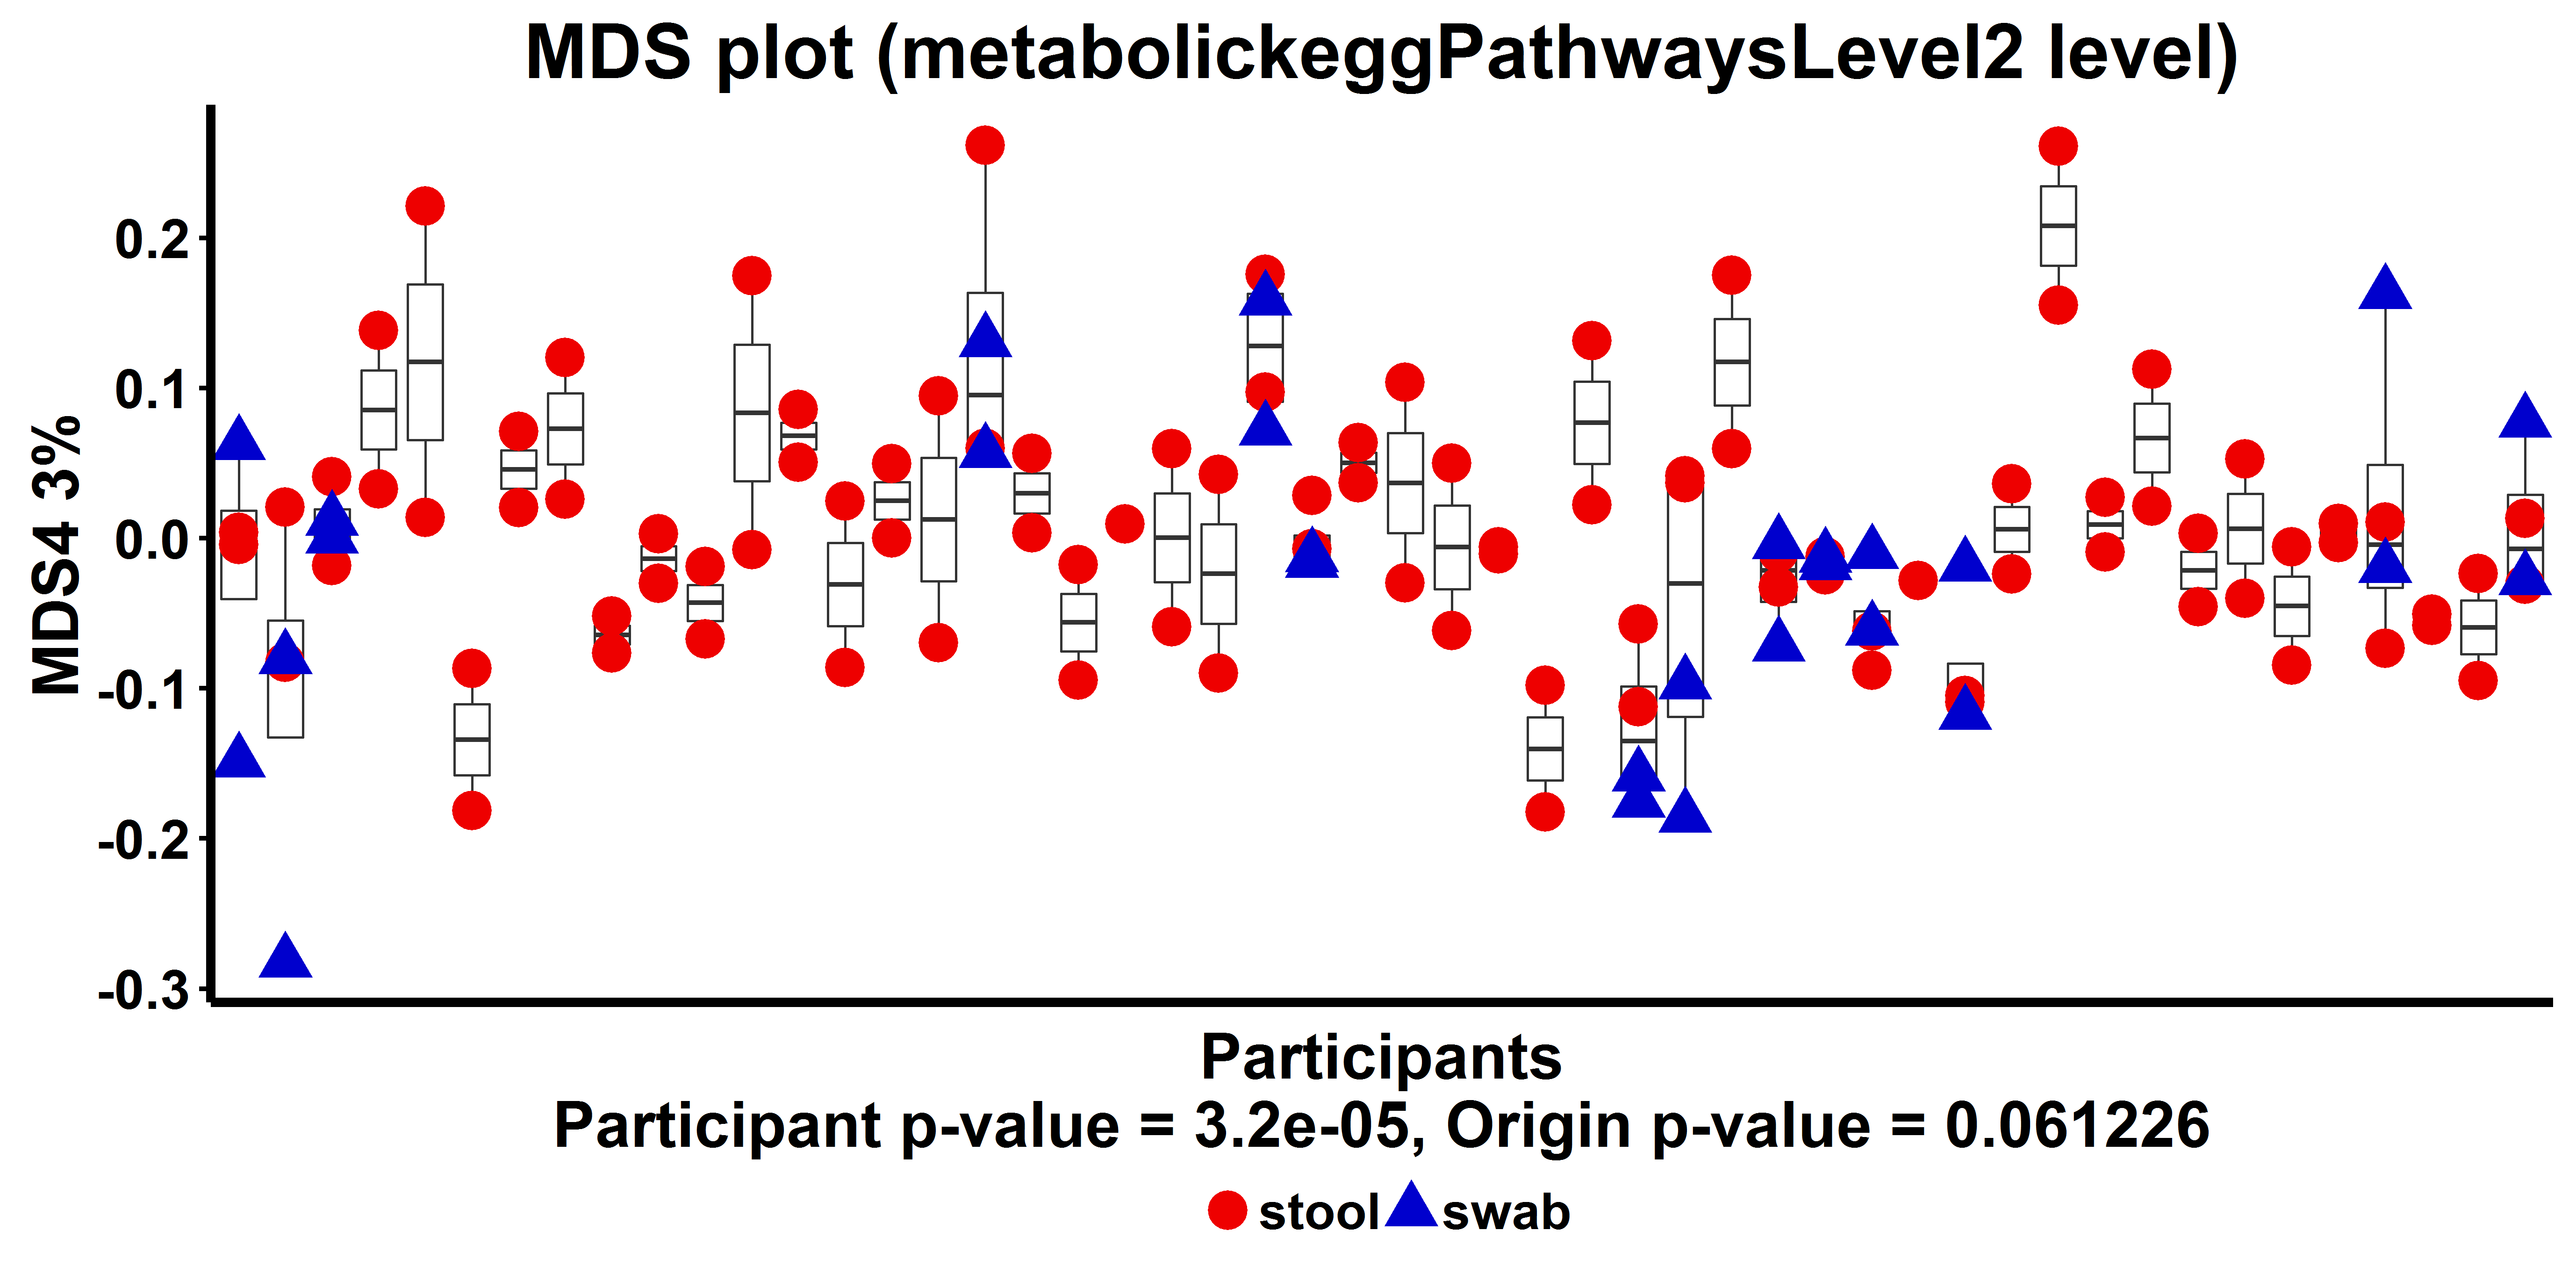 MDS plot (metabolickeggPathwaysLevel2 level)
MDS4 3%
0.2
0.1
0.0
-0.1
-0.2
-0.3
Participants
Participant p-value = 3.2e-05, Origin p-value = 0.061226
stool swab